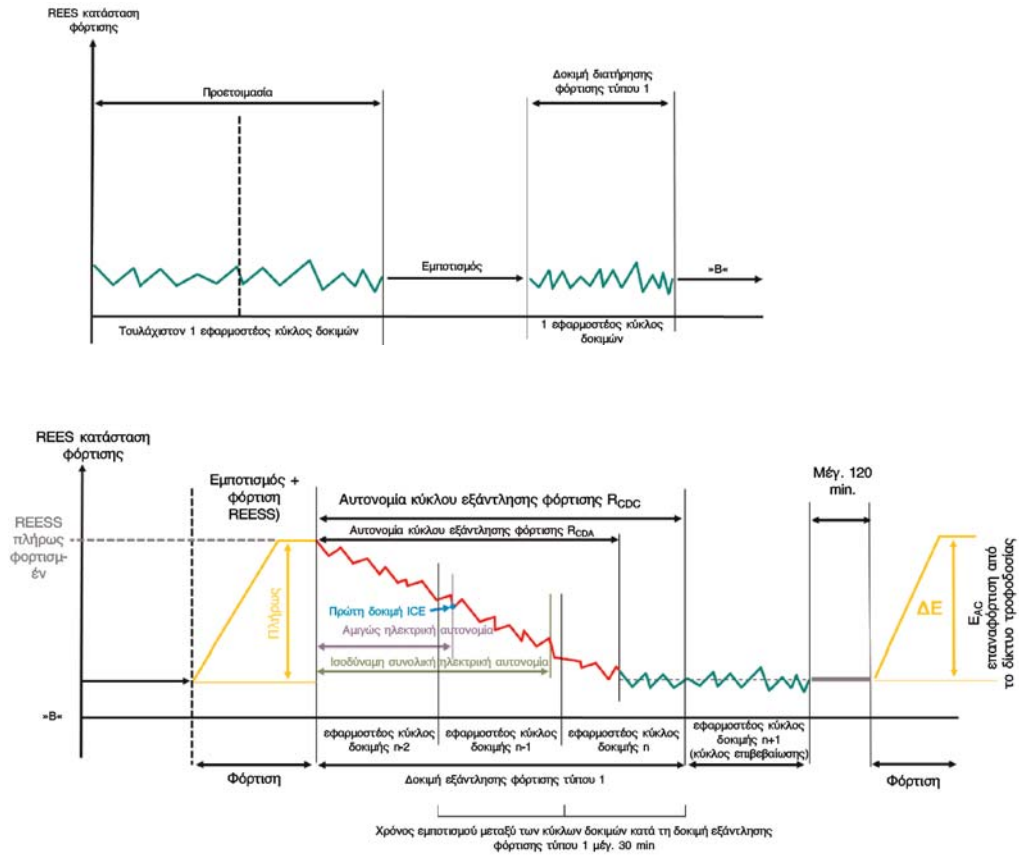 REES κατάσταση
φόρτισης
Προετοιμασία
Δοκιμή διατήρησης
φόρτισης τύπου 1
Εμποτισμός
»Β«
Τουλάχιστον 1 εφαρμοστέος κύκλος δοκιμών
1 εφαρμοστέος κύκλος
δοκιμών
REES κατάσταση
φόρτισης
Εμποτισμός +
φόρτιση
REESS)
Μέγ. 120
min.
Αυτονομία κύκλου εξάντλησης φόρτισης RCDC
Αυτονομία κύκλου εξάντλησης φόρτισης RCDA
REESS
πλήρως
φορτισμ-
έν
Πλήρως
Πρώτη δοκιμή ICE
Αμιγώς ηλεκτρική αυτονομία
Ισοδύναμη συνολική ηλεκτρική αυτονομία
ΔΕ
EAC
επαναφόρτιση από
το δίκτυο τροφοδοσίας
»Β«
εφαρμοστέος κύκλος
δοκιμής n-2
εφαρμοστέος κύκλος
δοκιμής n-1
εφαρμοστέος κύκλος
δοκιμής n
εφαρμοστέος κύκλος
δοκιμής n+1
(κύκλος επιβεβαίωσης)
Φόρτιση
Δοκιμή εξάντλησης φόρτισης τύπου 1
Φόρτιση
Χρόνος εμποτισμού μεταξύ των κύκλων δοκιμών κατά τη δοκιμή εξάντλησης
φόρτισης τύπου 1 μέγ. 30 min